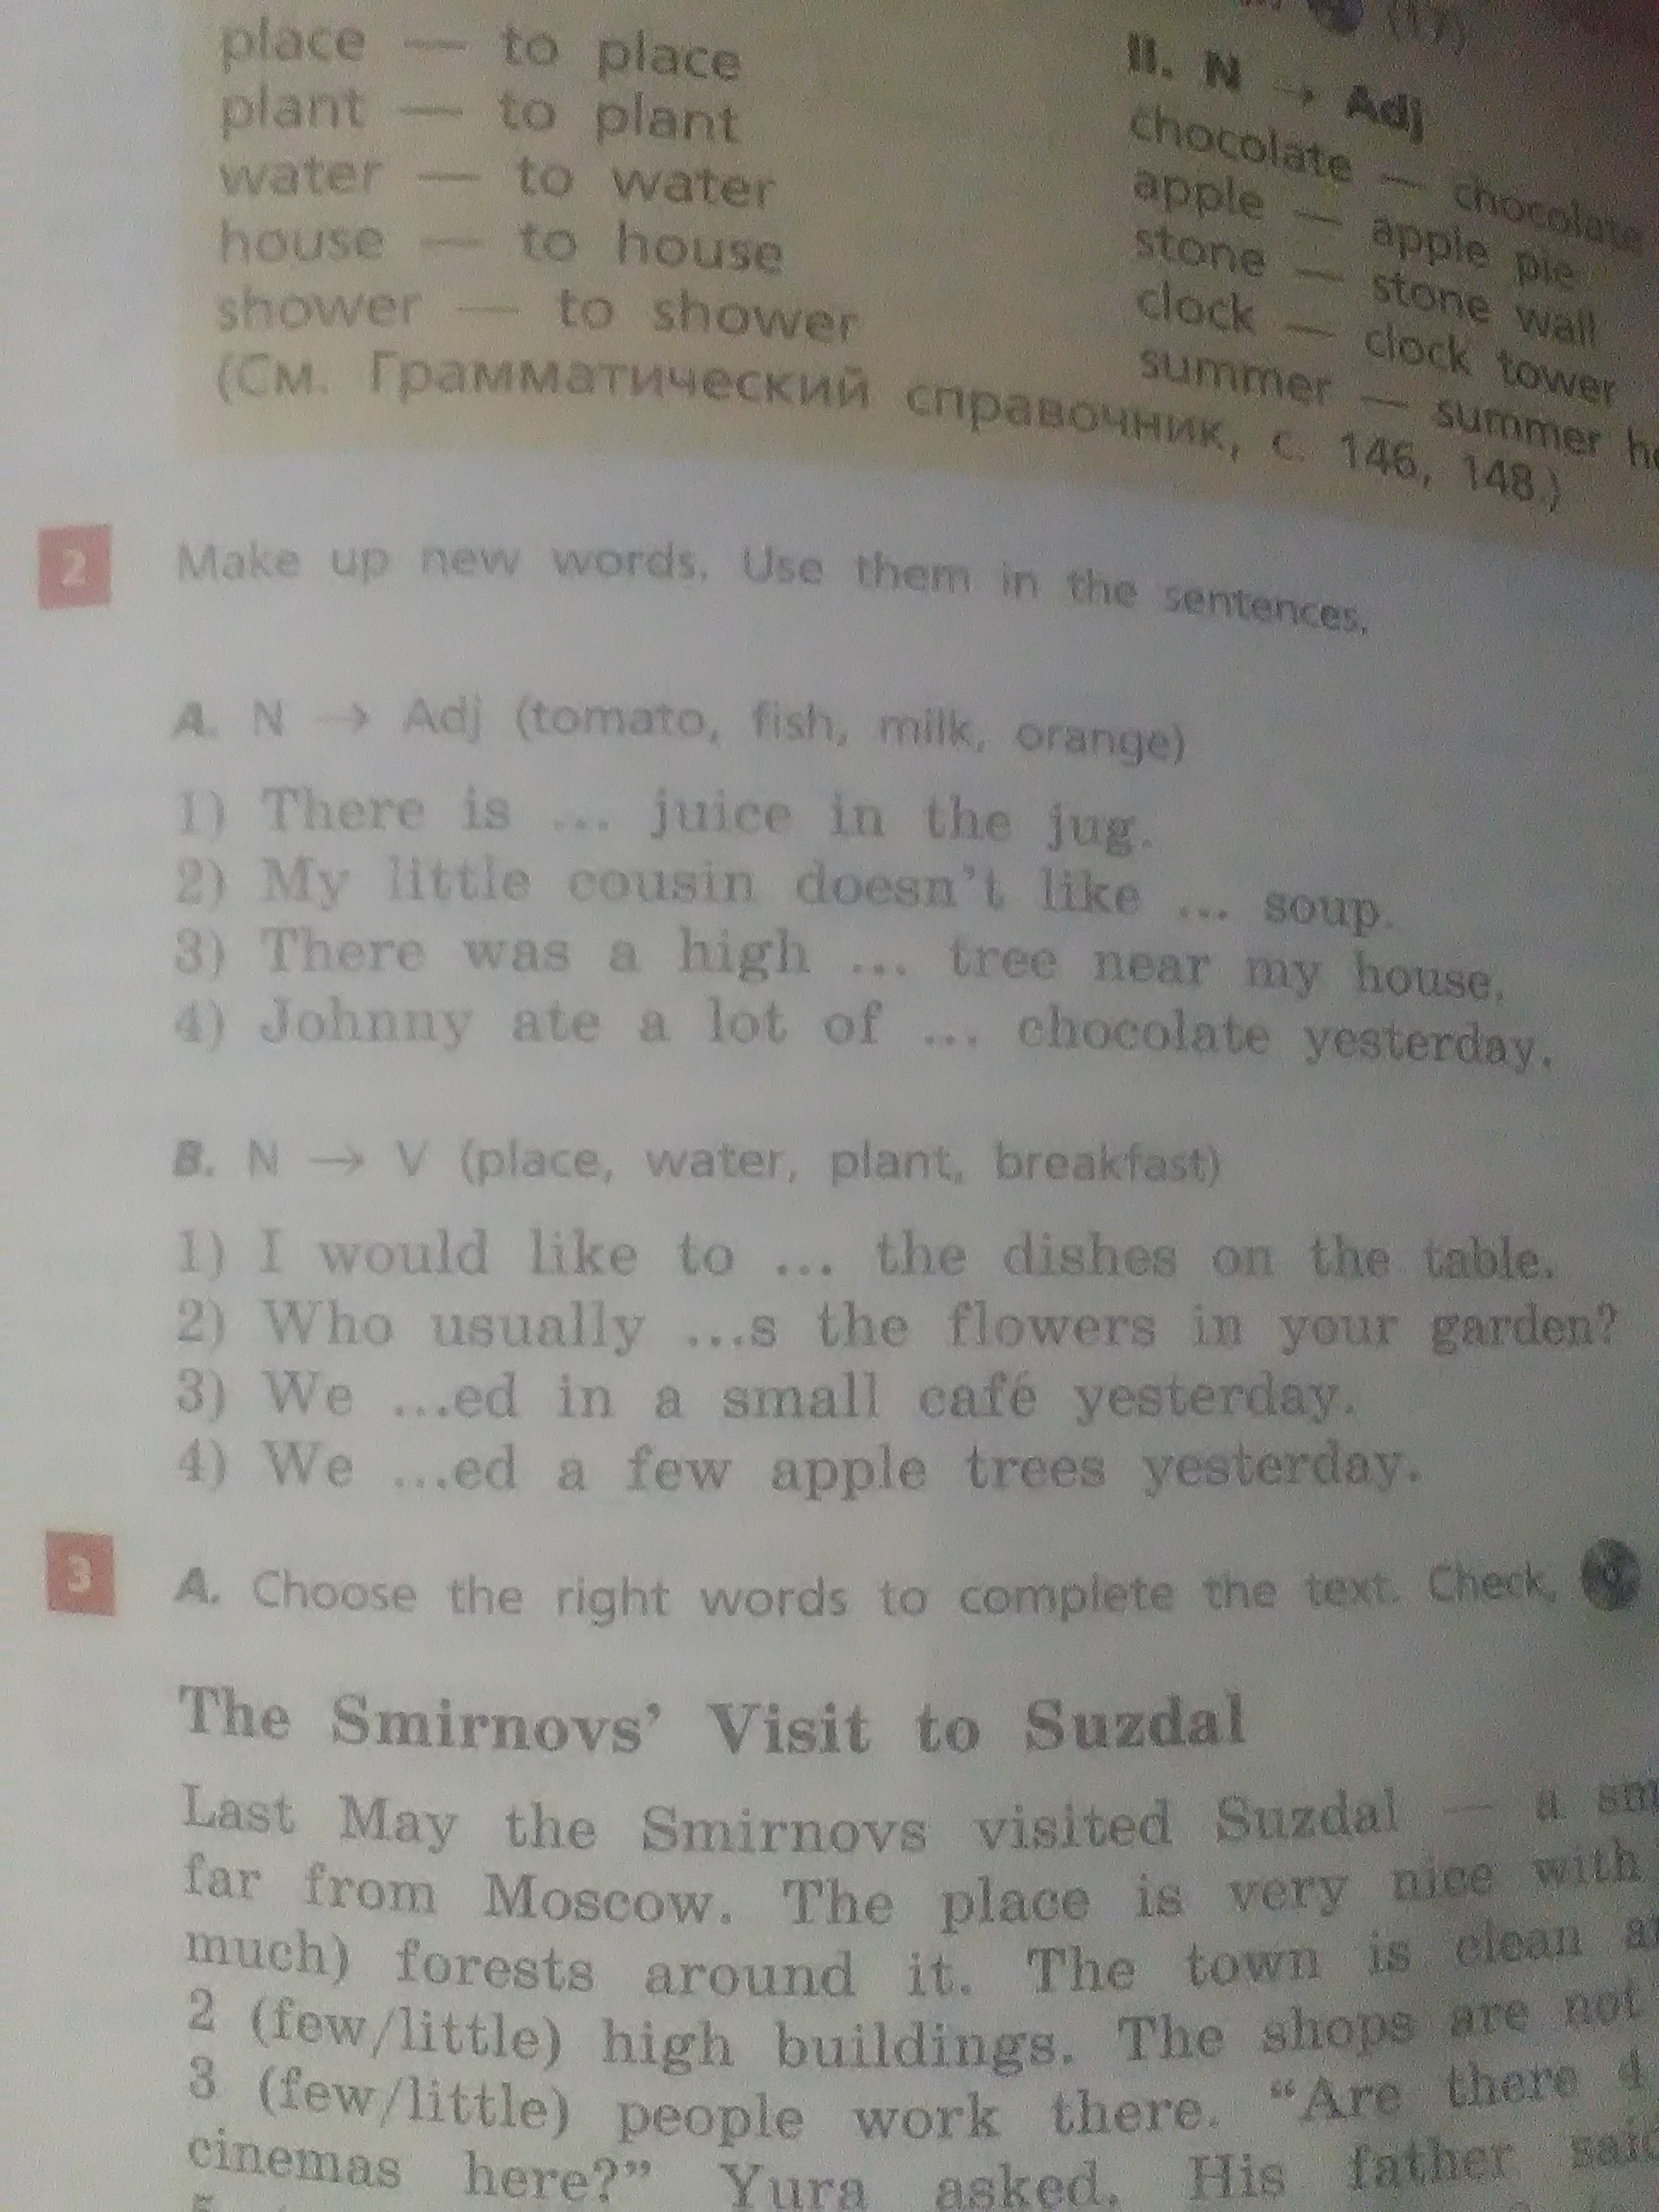 (17)
place — to place
plant — to plant
water — to water
house — to house
shower — to shower
II. N → Adj
chocolate — chocolate
apple — apple pie
stone — stone wall
clock — clock tower
summer — summer
(См. Грамматический справочник, с. 146, 148.)
2 Make up new words. Use them in the sentences.
A. N → Adj (tomato, fish, milk, orange)
1) There is ... juice in the jug.
2) My little cousin doesn't like ... soup.
3) There was a high ... tree near my house.
4) Johnny ate a lot of ... chocolate yesterday.
B. N → V (place, water, plant, breakfast)
1) I would like to ... the dishes on the table.
2) Who usually ...s the flowers in your garden?
3) We ...ed in a small café yesterday.
4) We ...ed a few apple trees yesterday.
3 A. Choose the right words to complete the text. Check.
The Smirnovs' Visit to Suzdal
Last May the Smirnovs visited Suzdal — a
far from Moscow. The place is very nice with
much) forests around it. The town is clean
2 (few/little) high buildings. The shops are not
3 (few/little) people work there. "Are there 4
cinemas here?" Yura asked. His father said